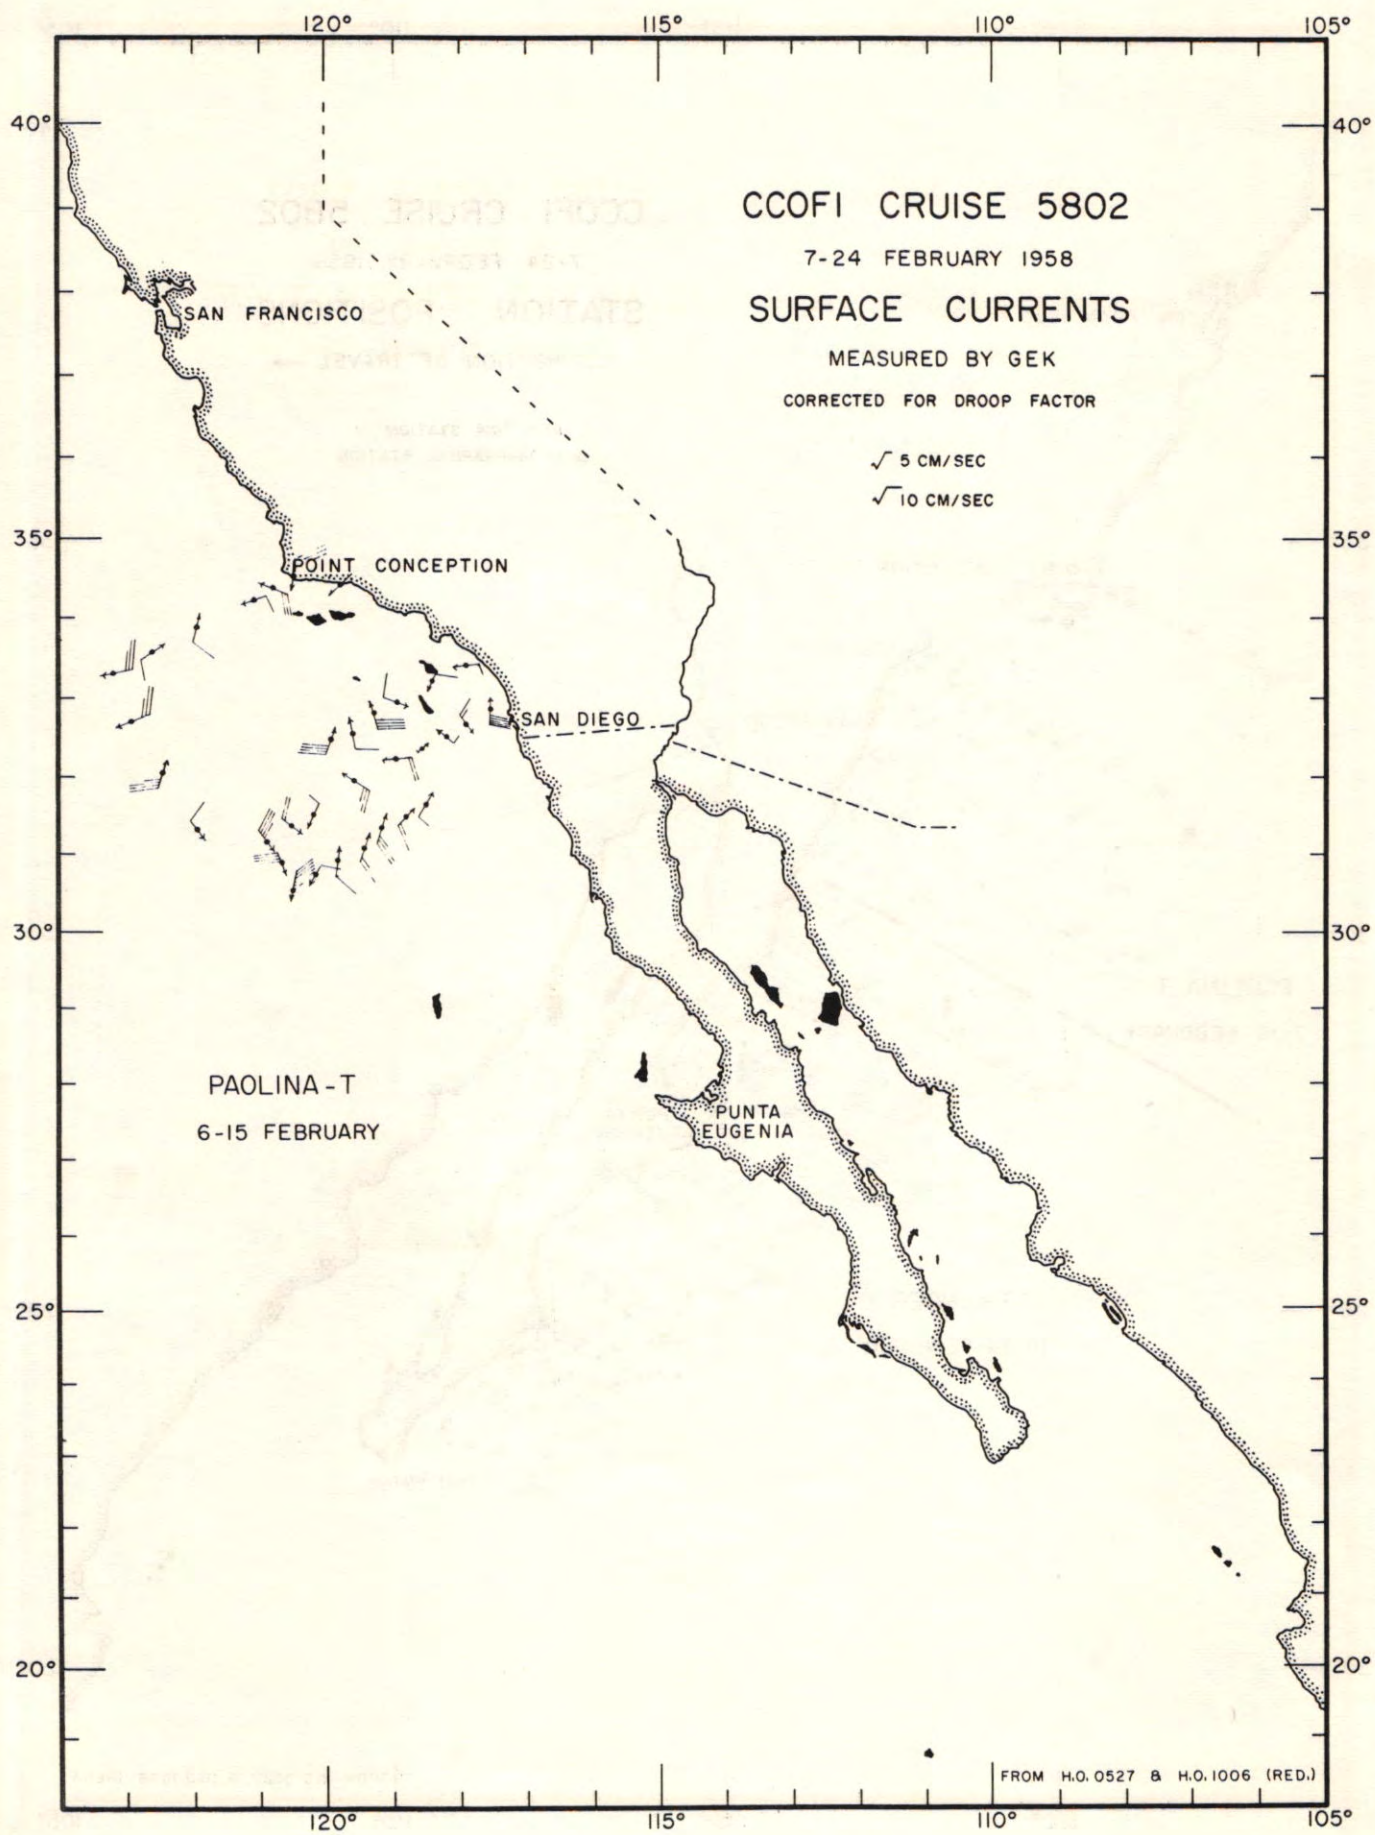 120° 115° 110° 105°
40° 40°
CCOFI CRUISE 5802
7-24 FEBRUARY 1958
SURFACE CURRENTS
MEASURED BY GEK
CORRECTED FOR DROOP FACTOR
5 CM/SEC
10 CM/SEC
SAN FRANCISCO
35° 35°
POINT CONCEPTION
SAN DIEGO
30° 30°
PAOLINA-T
6-15 FEBRUARY
PUNTA
EUGENIA
25° 25°
20° 20°
FROM H.O. 0527 & H.O. 1006 (RED.)
120° 115° 110° 105°